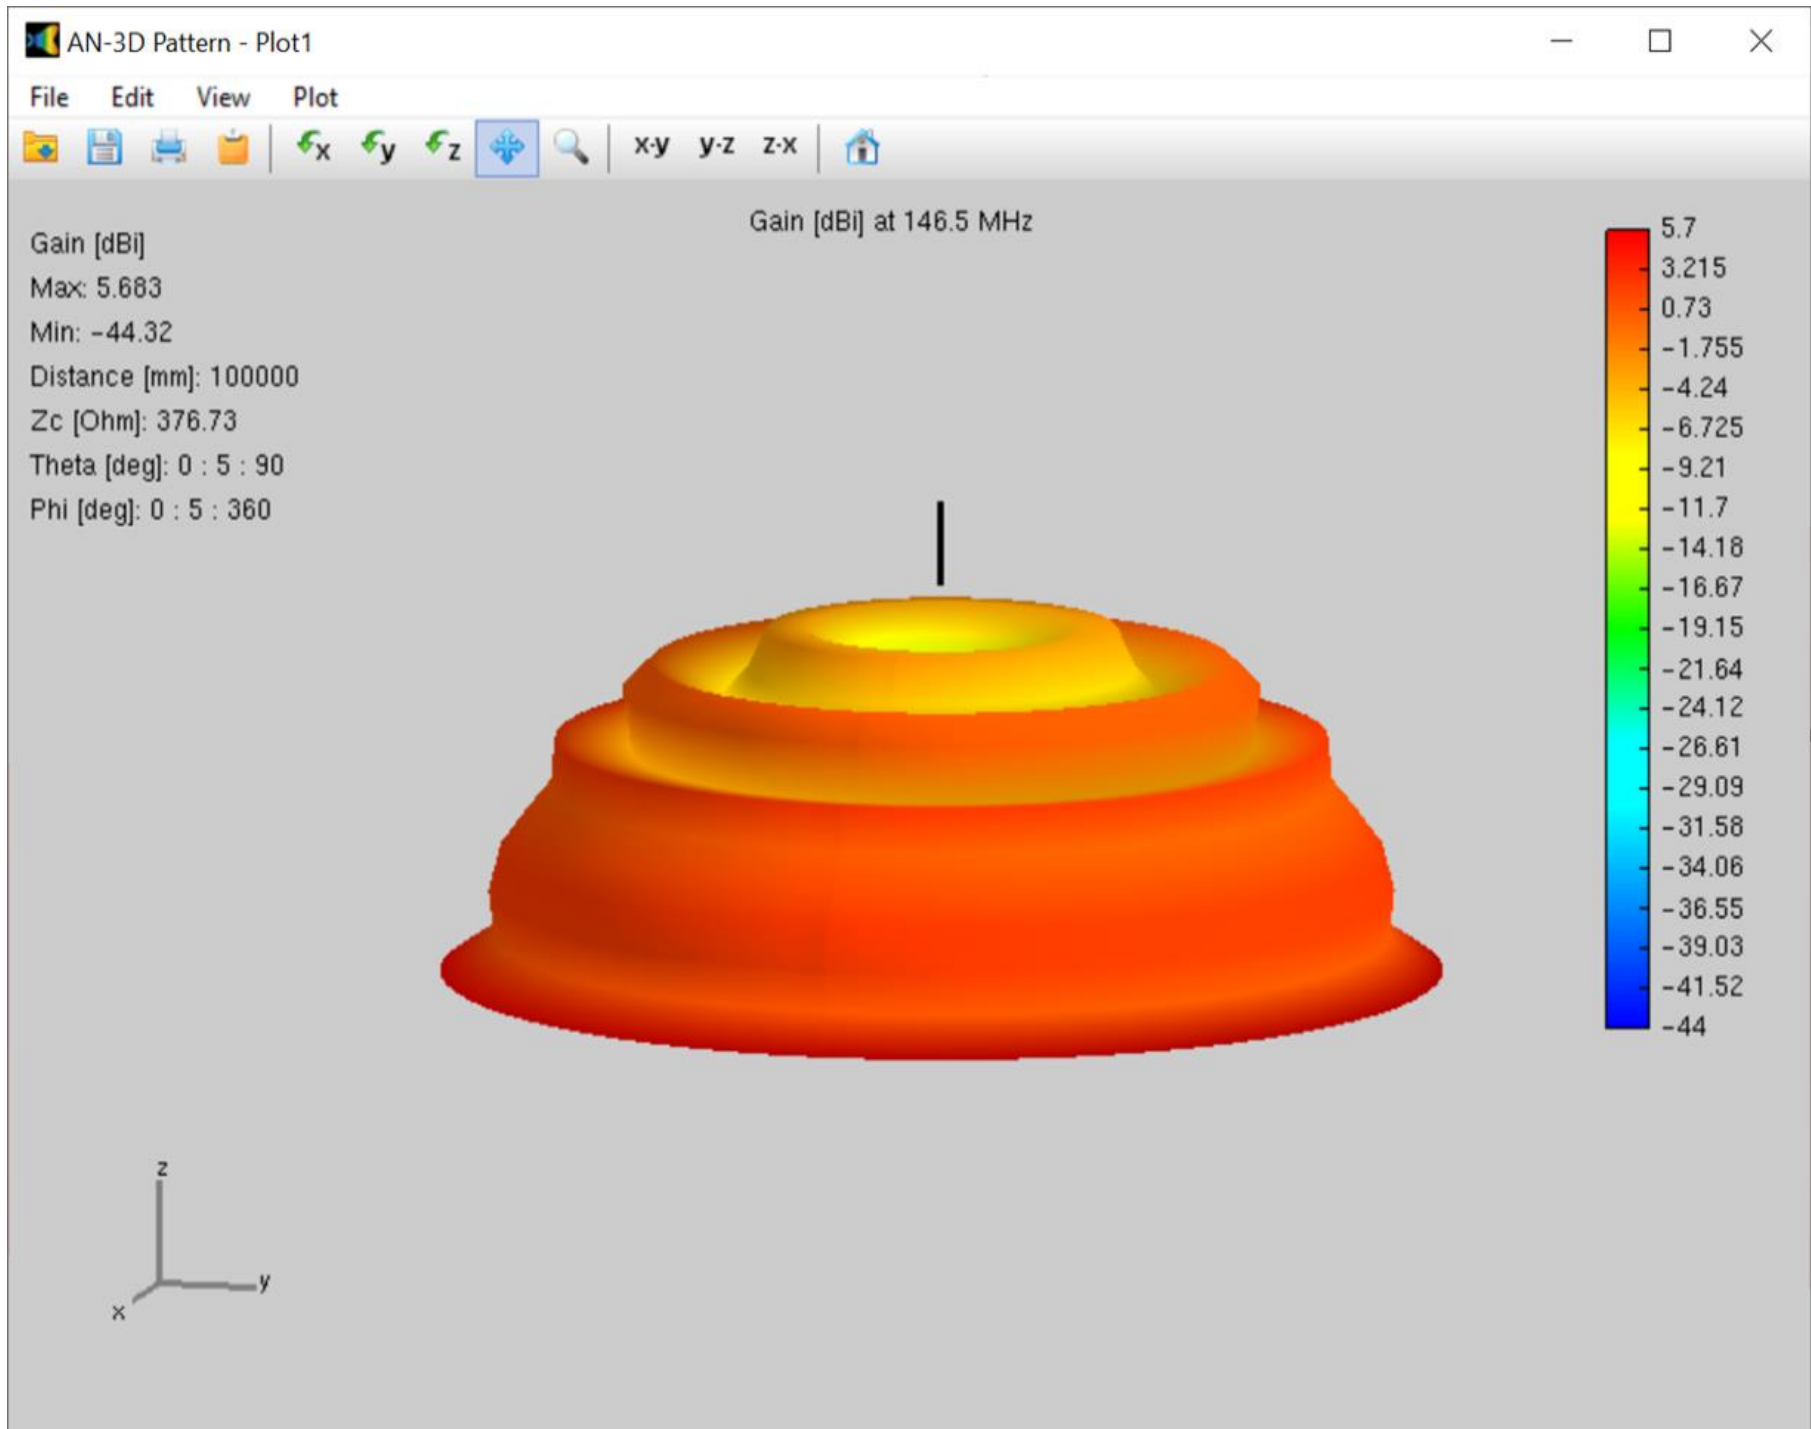 AN-3D Pattern - Plot1
File Edit View Plot
x y z x-y y-z z-x
Gain [dBi] at 146.5 MHz
Gain [dBi]
Max: 5.683
Min: -44.32
Distance [mm]: 100000
Zc [Ohm]: 376.73
Theta [deg]: 0 : 5 : 90
Phi [deg]: 0 : 5 : 360
5.7
3.215
0.73
-1.755
-4.24
-6.725
-9.21
-11.7
-14.18
-16.67
-19.15
-21.64
-24.12
-26.61
-29.09
-31.58
-34.06
-36.55
-39.03
-41.52
-44
z
y
x